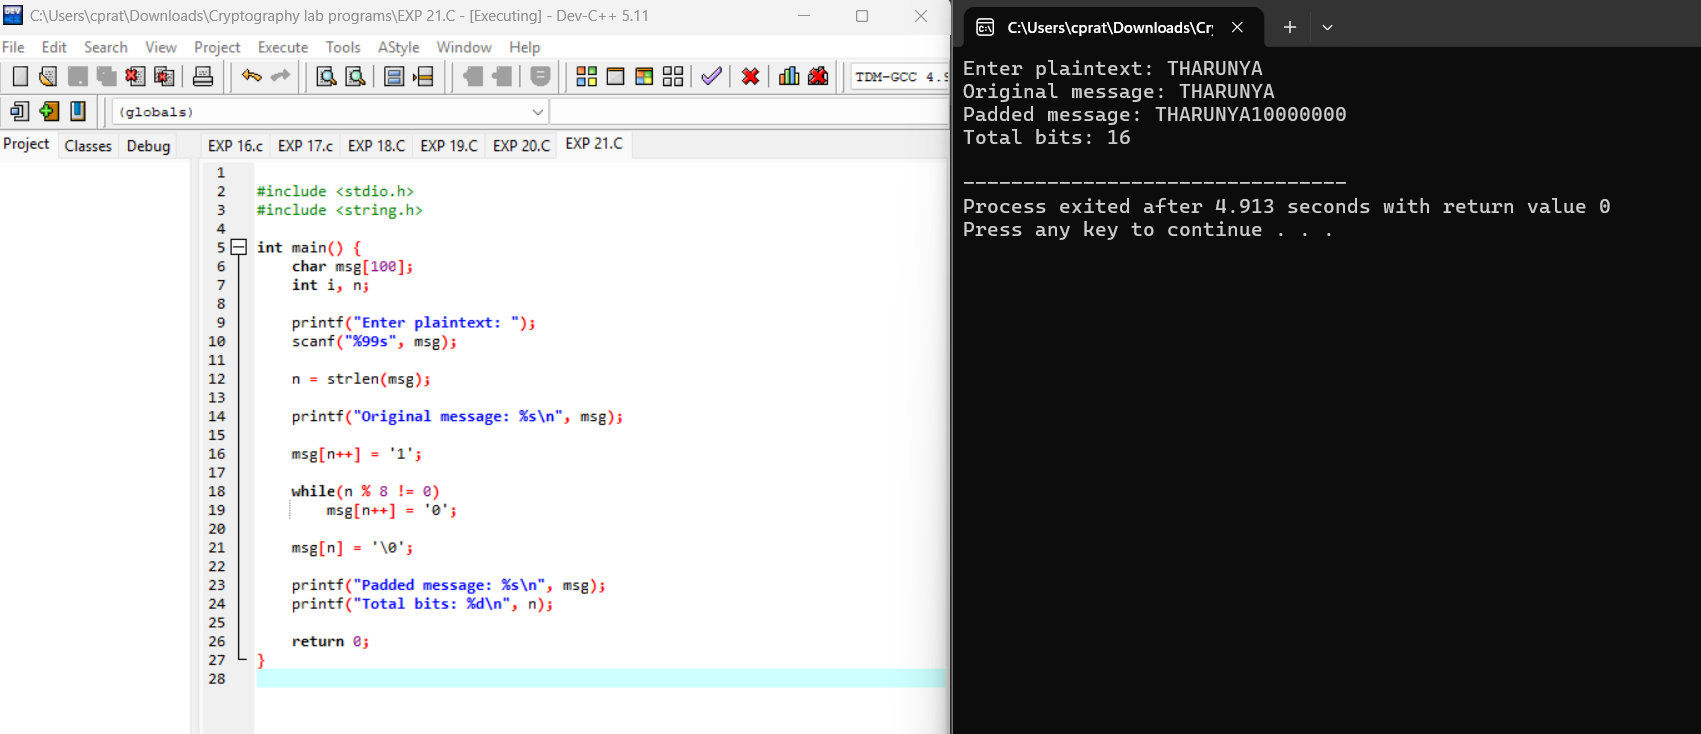 C:\Users\cprat\Downloads\Cryptography lab programs\EXP 21.C - [Executing] - Dev-C++ 5.11
File Edit Search View Project Execute Tools AStyle Window Help
TDM-GCC 4.9
(globals)
Project Classes Debug
EXP 16.c EXP 17.c EXP 18.C EXP 19.C EXP 20.C EXP 21.C
1
2 #include <stdio.h>
3 #include <string.h>
4
5 int main() {
6 char msg[100];
7 int i, n;
8
9 printf("Enter plaintext: ");
10 scanf("%99s", msg);
11
12 n = strlen(msg);
13
14 printf("Original message: %s\n", msg);
15
16 msg[n++] = '1';
17
18 while(n % 8 != 0)
19 msg[n++] = '0';
20
21 msg[n] = '\0';
22
23 printf("Padded message: %s\n", msg);
24 printf("Total bits: %d\n", n);
25
26 return 0;
27 }
28
C:\Users\cprat\Downloads\Cry
Enter plaintext: THARUNYA
Original message: THARUNYA
Padded message: THARUNYA10000000
Total bits: 16
--------------------------------
Process exited after 4.913 seconds with return value 0
Press any key to continue . . .